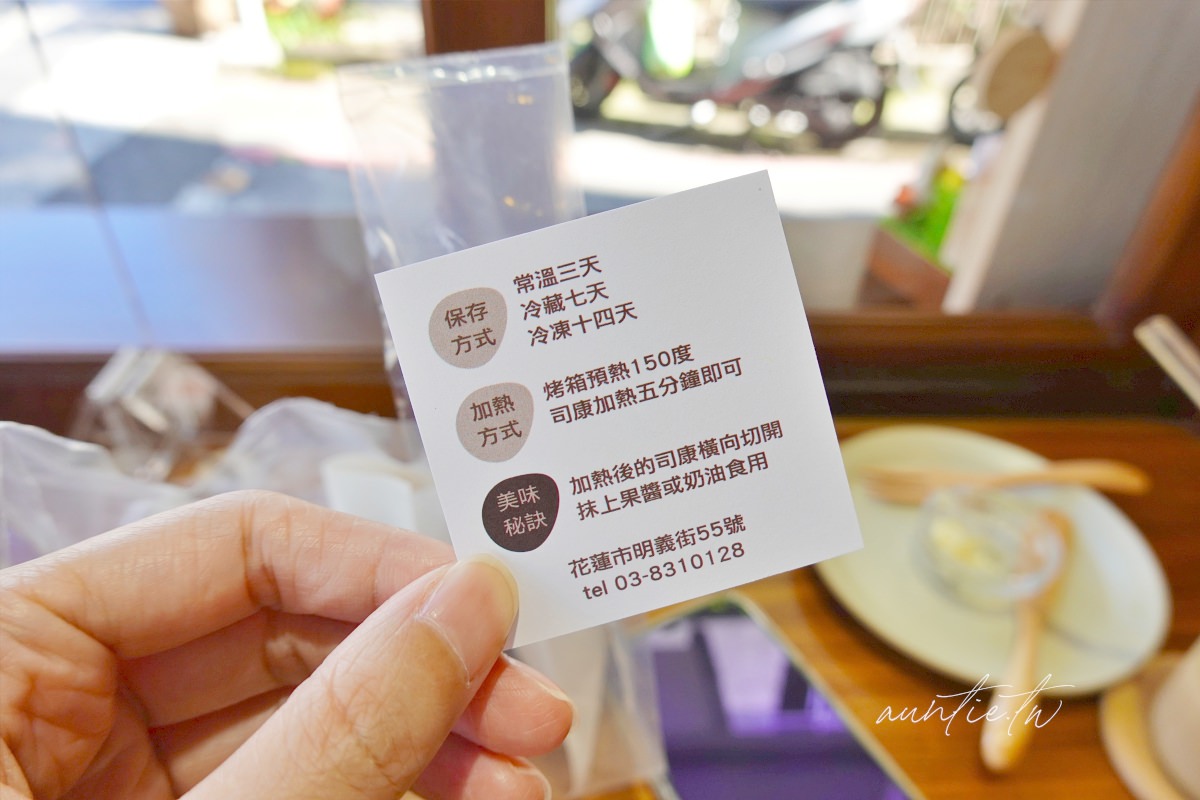 保存
方式
常溫三天
冷藏七天
冷凍十四天
加熱
方式
烤箱預熱150度
司康加熱五分鐘即可
美味
秘訣
加熱後的司康橫向切開
抹上果醬或奶油食用
花蓮市明義街55號
tel 03-8310128
auntie.tw